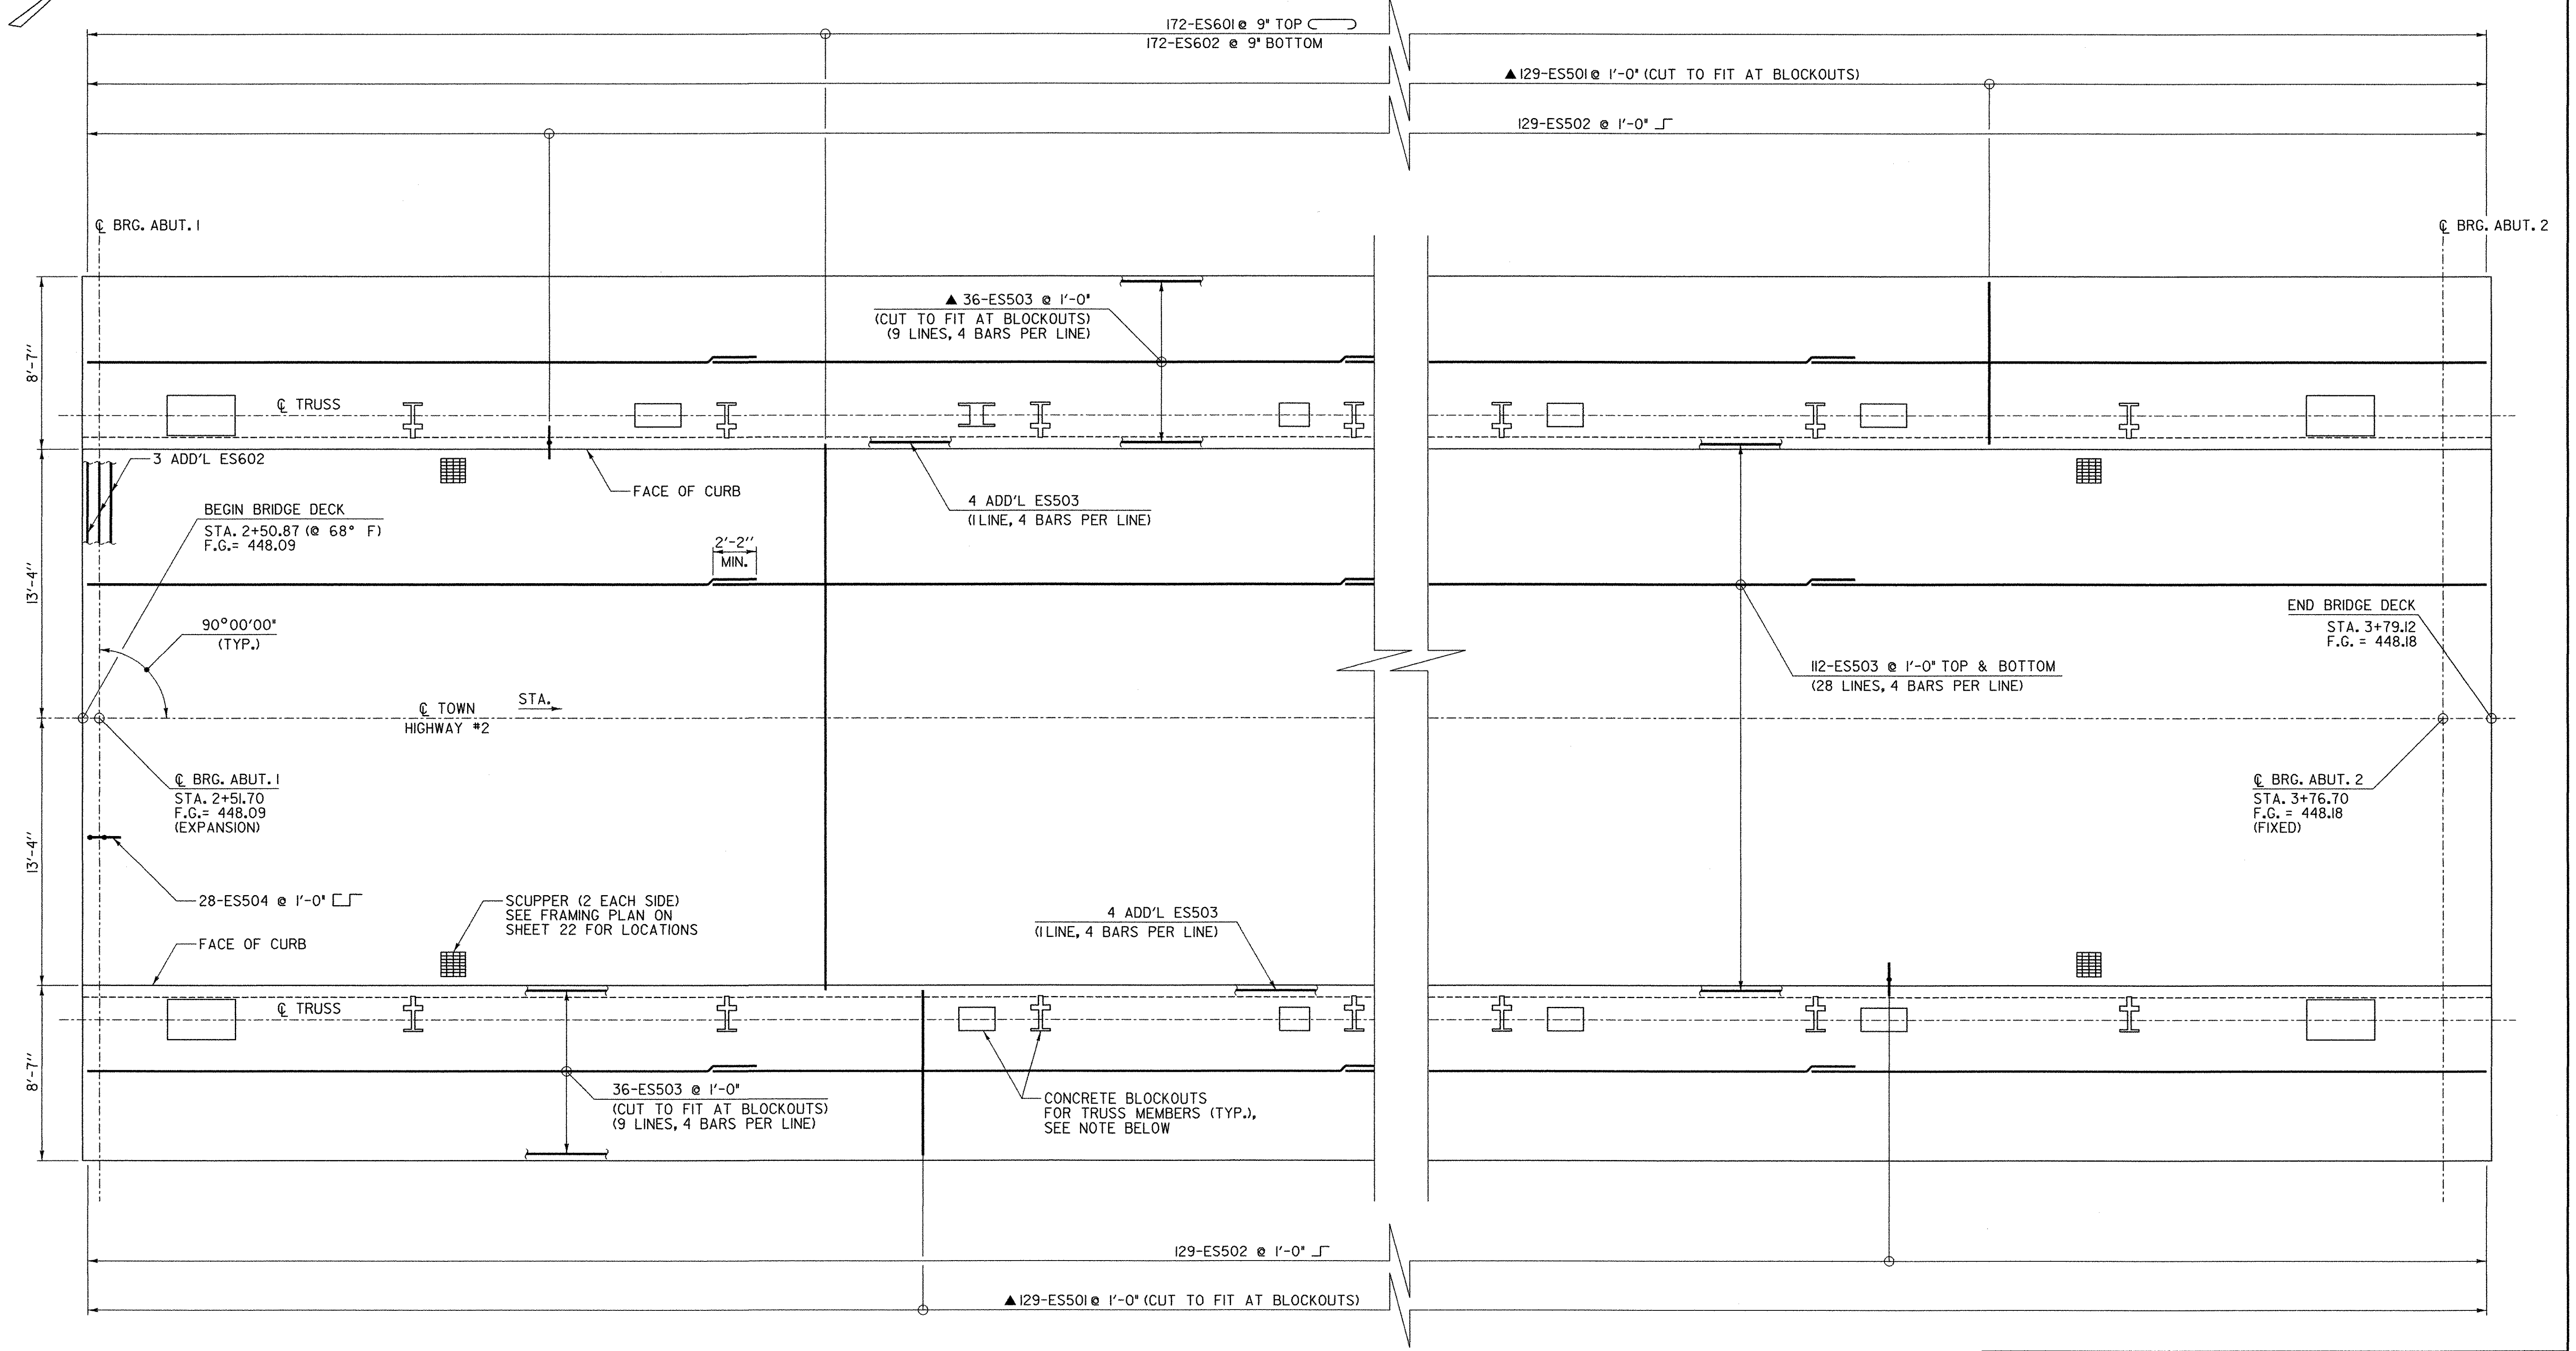 172-ES601 @ 9" TOP
172-ES602 @ 9" BOTTOM
▲129-ES501 @ 1'-0" (CUT TO FIT AT BLOCKOUTS)
129-ES502 @ 1'-0"
℄ BRG. ABUT. 1
℄ BRG. ABUT. 2
▲ 36-ES503 @ 1'-0"
(CUT TO FIT AT BLOCKOUTS)
(9 LINES, 4 BARS PER LINE)
8'-7"
℄ TRUSS
3 ADD'L ES602
FACE OF CURB
4 ADD'L ES503
(1 LINE, 4 BARS PER LINE)
BEGIN BRIDGE DECK
STA. 2+50.87 (@ 68° F)
F.G.= 448.09
2'-2"
MIN.
13'-4"
90°00'00"
(TYP.)
END BRIDGE DECK
STA. 3+79.12
F.G. = 448.18
112-ES503 @ 1'-0" TOP & BOTTOM
(28 LINES, 4 BARS PER LINE)
℄ TOWN
HIGHWAY #2
STA.
℄ BRG. ABUT. 1
STA. 2+51.70
F.G.= 448.09
(EXPANSION)
℄ BRG. ABUT. 2
STA. 3+76.70
F.G. = 448.18
(FIXED)
13'-4"
28-ES504 @ 1'-0"
SCUPPER (2 EACH SIDE)
SEE FRAMING PLAN ON
SHEET 22 FOR LOCATIONS
4 ADD'L ES503
(1 LINE, 4 BARS PER LINE)
FACE OF CURB
℄ TRUSS
8'-7"
36-ES503 @ 1'-0"
(CUT TO FIT AT BLOCKOUTS)
(9 LINES, 4 BARS PER LINE)
CONCRETE BLOCKOUTS
FOR TRUSS MEMBERS (TYP.),
SEE NOTE BELOW
129-ES502 @ 1'-0"
▲129-ES501 @ 1'-0" (CUT TO FIT AT BLOCKOUTS)